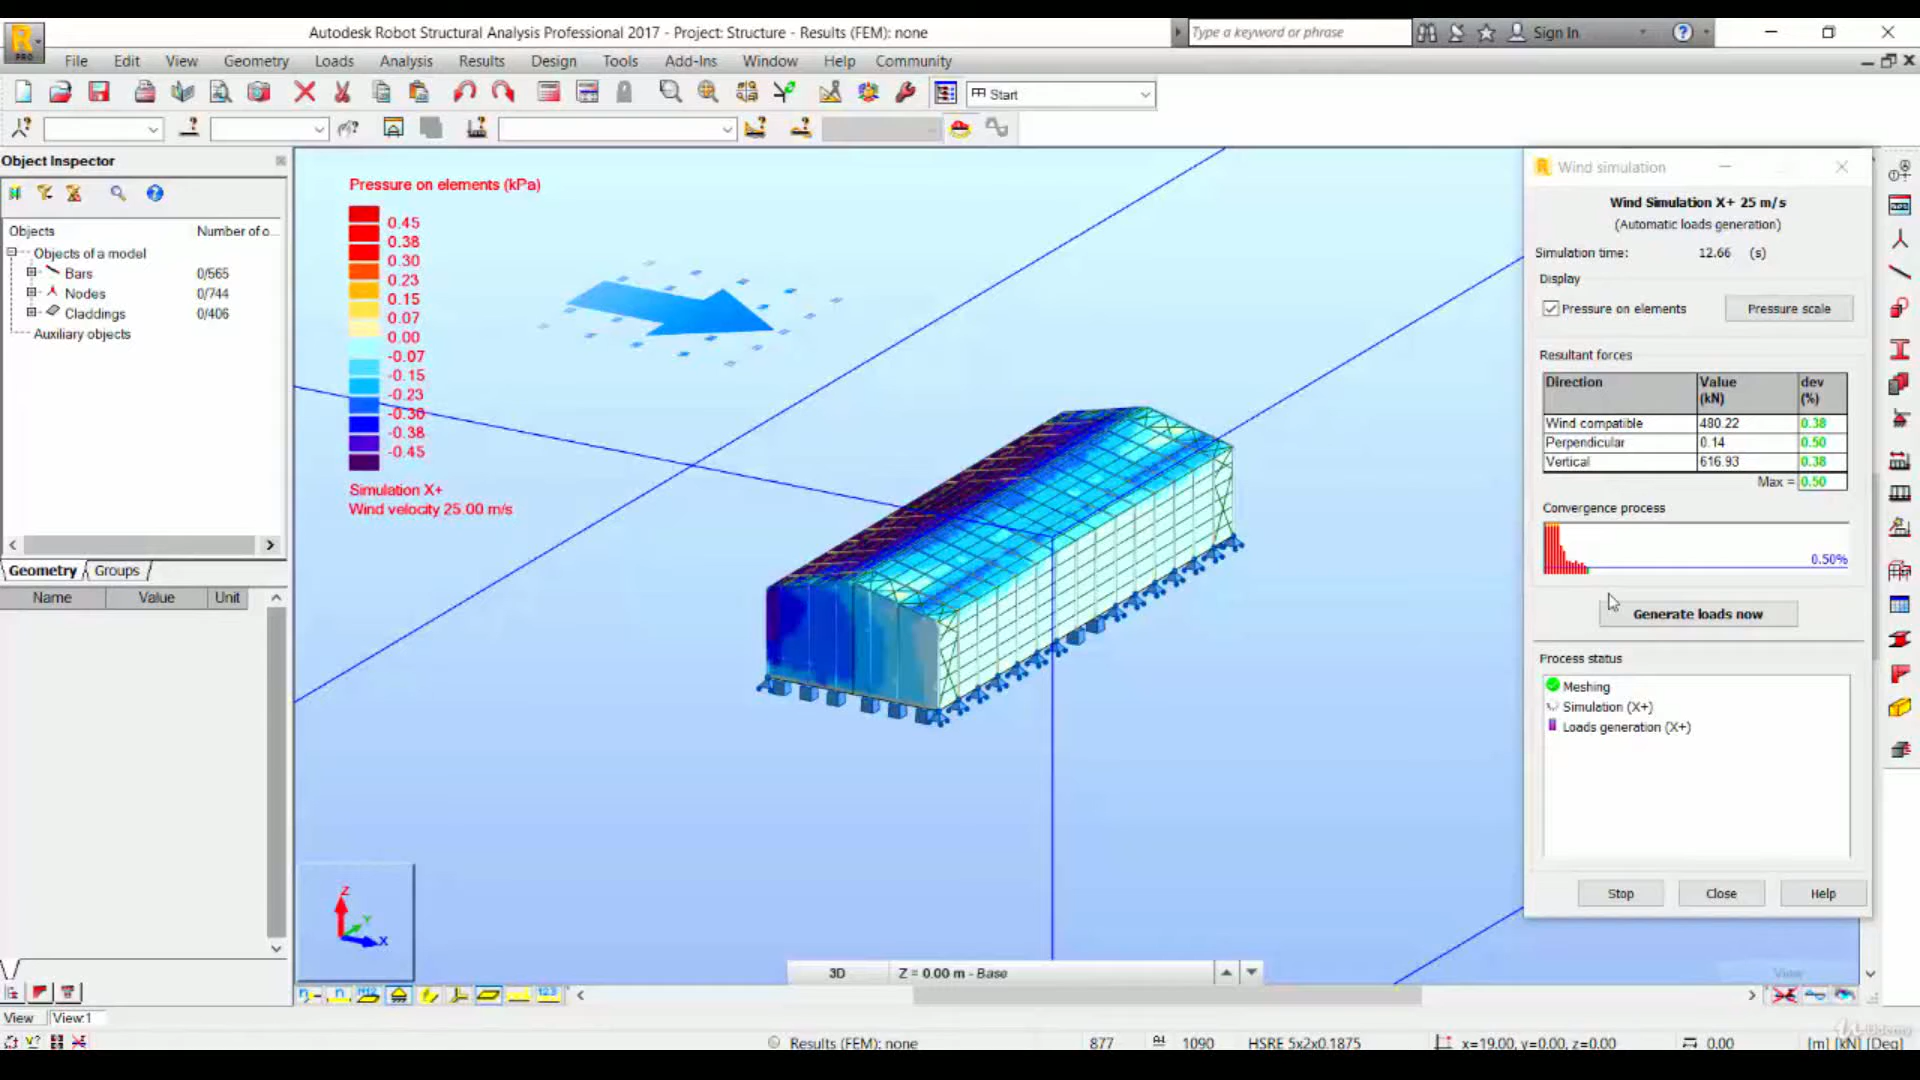 Autodesk Robot Structural Analysis Professional 2017 - Project: Structure - Results (FEM): none
Type a keyword or phrase
Sign In
PRO
File Edit View Geometry Loads Analysis Results Design Tools Add-Ins Window Help Community
Start
Object Inspector
Objects Number of o...
Objects of a model
Bars 0/565
Nodes 0/744
Claddings 0/406
Auxiliary objects
Geometry Groups
Name Value Unit
Pressure on elements (kPa)
0.45
0.38
0.30
0.23
0.15
0.07
0.00
-0.07
-0.15
-0.23
-0.30
-0.38
-0.45
Simulation X+
Wind velocity 25.00 m/s
Z
Y
X
3D Z = 0.00 m - Base
Wind simulation
Wind Simulation X+ 25 m/s
(Automatic loads generation)
Simulation time: 12.66 (s)
Display
Pressure on elements
Pressure scale
Resultant forces
Direction Value (kN) dev (%)
Wind compatible 480.22 0.38
Perpendicular 0.14 0.50
Vertical 616.93 0.38
Max = 0.50
Convergence process
0.50%
Generate loads now
Process status
Meshing
Simulation (X+)
Loads generation (X+)
Stop Close Help
View
View View:1
Results (FEM): none 877 1090 HSRE 5x2x0.1875 x=19.00, y=0.00, z=0.00 0.00 [m] [kN] [Deg]
Udemy